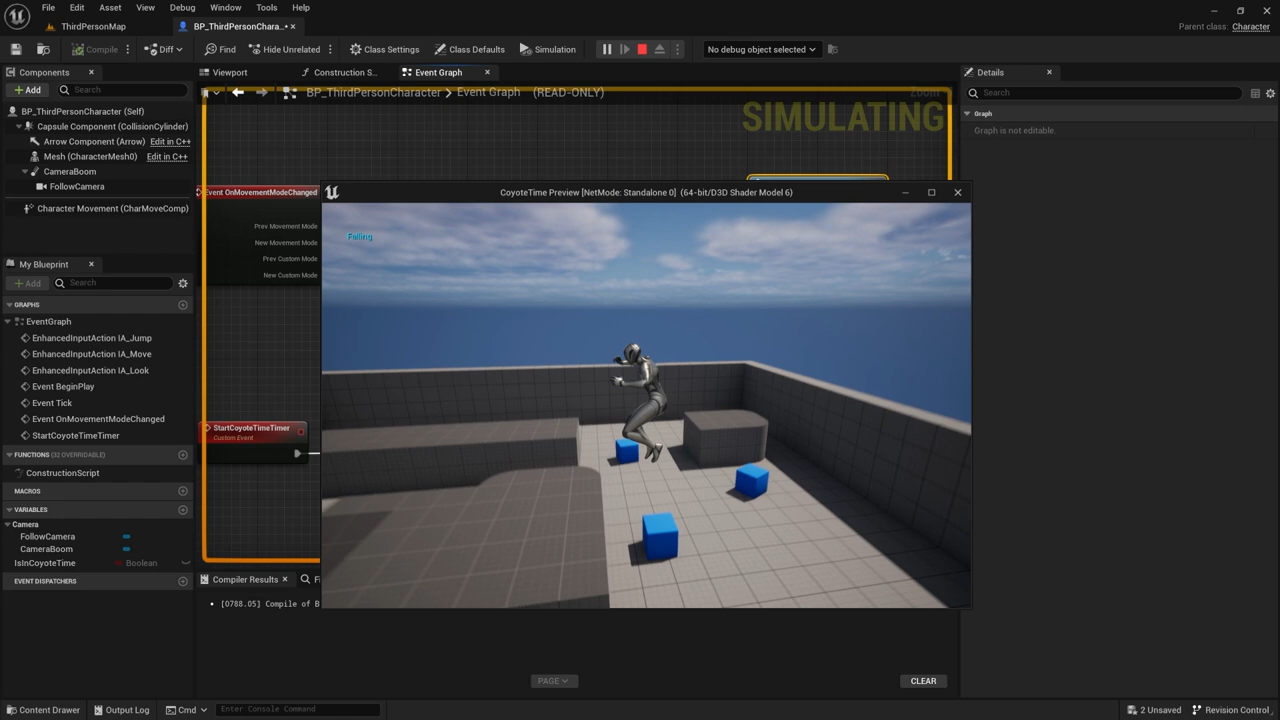 File Edit Asset View Debug Window Tools Help
ThirdPersonMap
BP_ThirdPersonChara...•
Parent class: Character
Compile
Diff
Find
Hide Unrelated
Class Settings
Class Defaults
Simulation
No debug object selected
Components
Viewport
Construction S...
Event Graph
Details
Add
Search
BP_ThirdPersonCharacter > Event Graph (READ-ONLY)
Zoom
Search
BP_ThirdPersonCharacter (Self)
Graph
SIMULATING
Capsule Component (CollisionCylinder)
Graph is not editable.
Arrow Component (Arrow) Edit in C++
Mesh (CharacterMesh0) Edit in C++
CameraBoom
FollowCamera
Event OnMovementModeChanged
CoyoteTime Preview [NetMode: Standalone 0] (64-bit/D3D Shader Model 6)
Character Movement (CharMoveComp)
Prev Movement Mode
Falling
New Movement Mode
Prev Custom Mode
New Custom Mode
My Blueprint
Add
Search
GRAPHS
EventGraph
EnhancedInputAction IA_Jump
EnhancedInputAction IA_Move
EnhancedInputAction IA_Look
Event BeginPlay
Event Tick
Event OnMovementModeChanged
StartCoyoteTimeTimer
StartCoyoteTimeTimer
Custom Event
FUNCTIONS (32 OVERRIDABLE)
ConstructionScript
MACROS
VARIABLES
Camera
FollowCamera
CameraBoom
IsInCoyoteTime Boolean
EVENT DISPATCHERS
Compiler Results
Fi
[0788.05] Compile of B
PAGE
CLEAR
Content Drawer
Output Log
Cmd
Enter Console Command
2 Unsaved
Revision Control